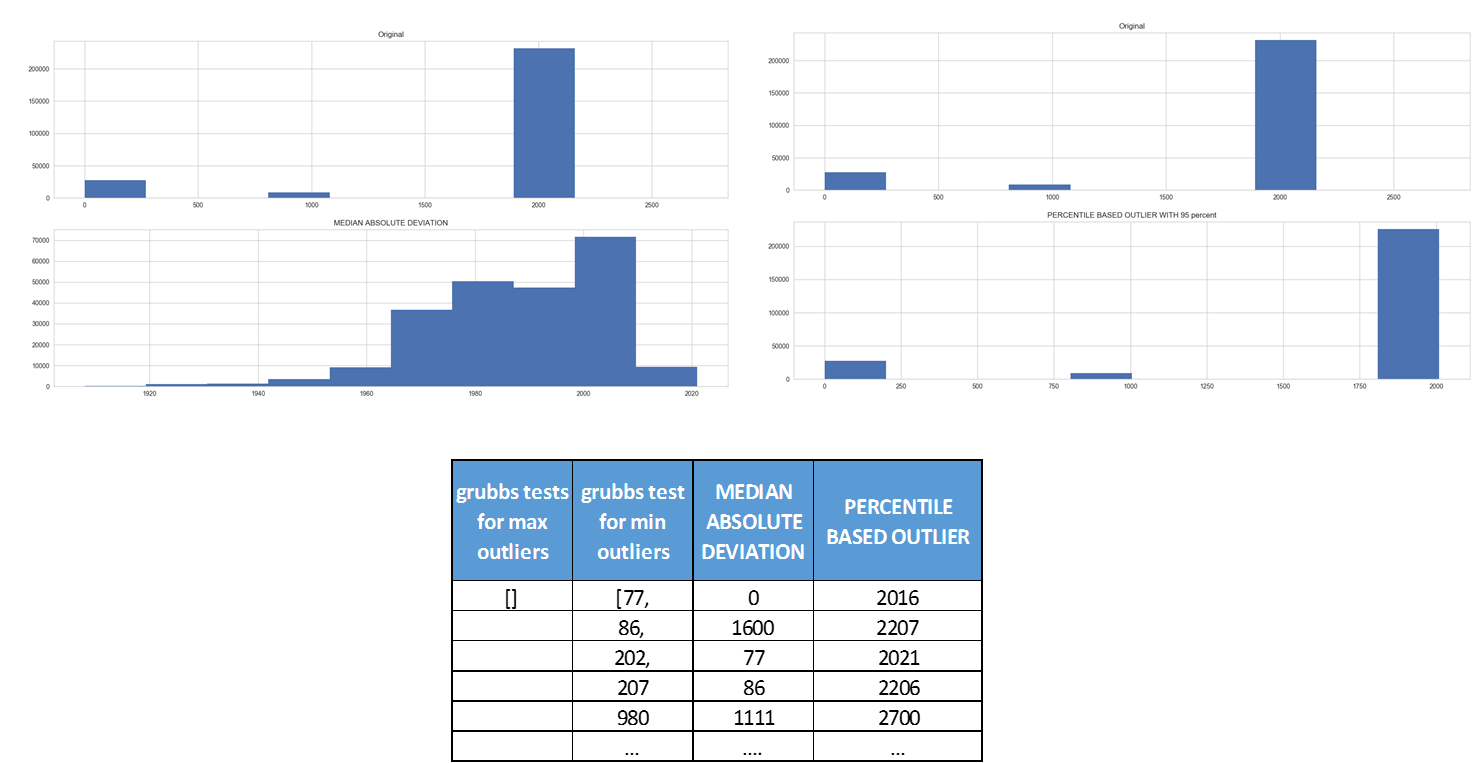 Original
200000
150000
100000
50000
0
0 500 1000 1500 2000 2500
MEDIAN ABSOLUTE DEVIATION
70000
60000
50000
40000
30000
20000
10000
0
1920 1940 1960 1980 2000 2020
Original
200000
150000
100000
50000
0
0 500 1000 1500 2000 2500
PERCENTILE BASED OUTLIER WITH 95 percent
200000
150000
100000
50000
0
0 250 500 750 1000 1250 1500 1750 2000
grubbs tests
for max
outliers
grubbs test
for min
outliers
MEDIAN
ABSOLUTE
DEVIATION
PERCENTILE
BASED OUTLIER
[] [77, 0 2016
86, 1600 2207
202, 77 2021
207 86 2206
980 1111 2700
... .... ...